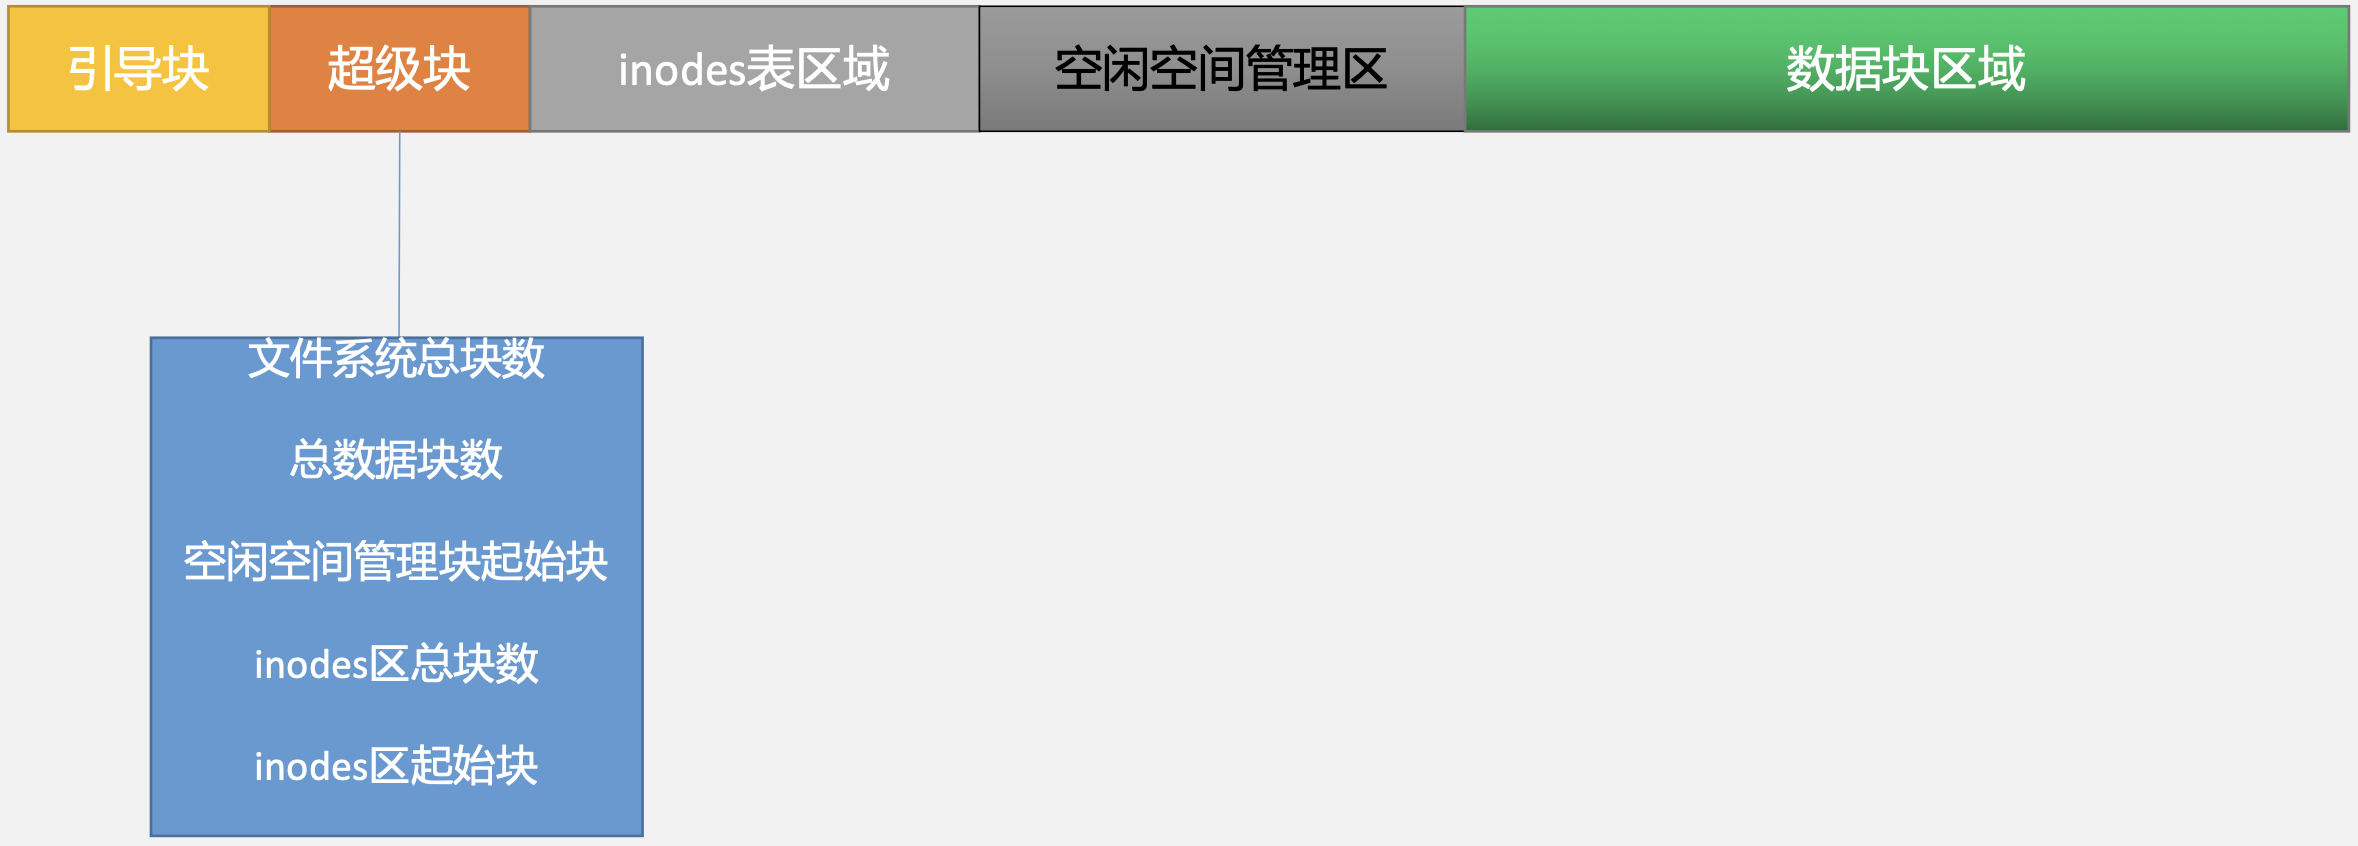 引导块
超级块
inodes表区域
空闲空间管理区
数据块区域
文件系统总块数
总数据块数
空闲空间管理块起始块
inodes区总块数
inodes区起始块